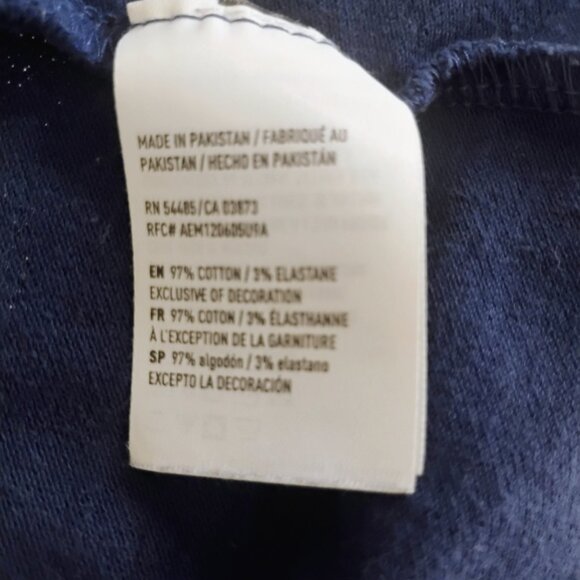 MADE IN PAKISTAN / FABRIQUÉ AU
PAKISTAN / HECHO EN PAKISTÁN
RN 54485/CA 03873
RFC# AEM120605U9A
EN 97% COTTON / 3% ELASTANE
EXCLUSIVE OF DECORATION
FR 97% COTON / 3% ÉLASTHANNE
À L'EXCEPTION DE LA GARNITURE
SP 97% algodón / 3% elastano
EXCEPTO LA DECORACIÓN